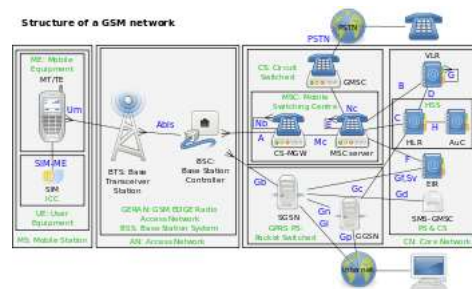 Structure of a GSM network
PSTN
PSTN
ME: Mobile
Equipment
MT/TE
Um
SIM-ME
SIM
ICC
UE: User
Equipment
MS: Mobile Station
Abis
BTS: Base
Transceiver
Station
BSC:
Base Station
Controller
GERAN: GSM EDGE Radio
Access Network
BSS: Base Station System
AN: Access Network
CS: Circuit
Switched
GMSC
MSC: Mobile
Switching Centre
Nb
Nc
E
A
Mc
CS-MGW
MSC server
VLR
B
G
D
HSS
C
H
HLR
AuC
F
EIR
Gf,Sv
Gb
Gc
Gd
SMS-GMSC
PS & CS
SGSN
Gn
Gi
Gp
GGSN
GPRS PS:
Packet Switched
CN: Core Network
Internet